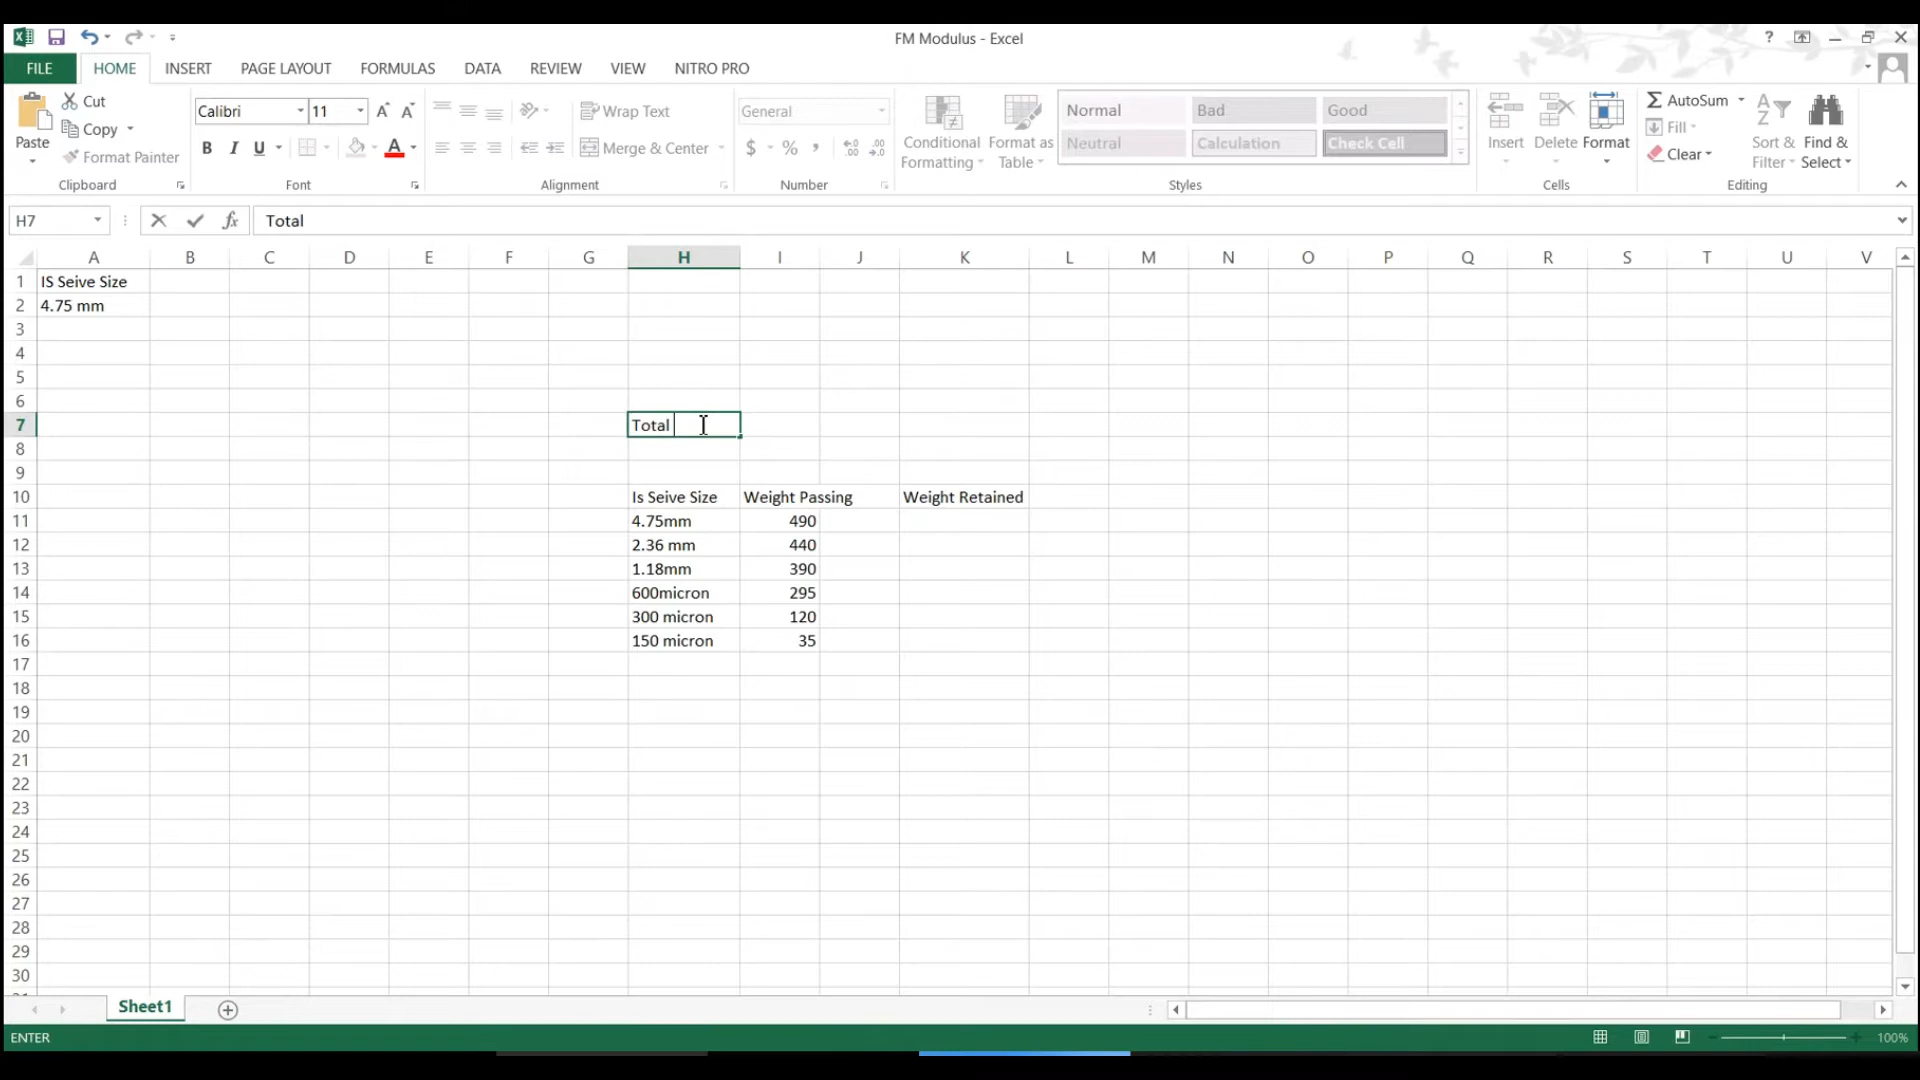 FM Modulus - Excel
?
FILE HOME INSERT PAGE LAYOUT FORMULAS DATA REVIEW VIEW NITRO PRO
Paste
Cut
Copy
Format Painter
Clipboard
Calibri 11
B I U
Font
Wrap Text
Merge & Center
Alignment
General
$ % ,
Number
Conditional Formatting
Format as Table
Normal Bad Good
Neutral Calculation Check Cell
Styles
Insert Delete Format
Cells
AutoSum
Fill
Clear
Sort & Filter
Find & Select
Editing
H7 fx Total
A B C D E F G H I J K L M N O P Q R S T U V
1 IS Seive Size
2 4.75 mm
3
4
5
6
7 Total
8
9
10 Is Seive Size Weight Passing Weight Retained
11 4.75mm 490
12 2.36 mm 440
13 1.18mm 390
14 600micron 295
15 300 micron 120
16 150 micron 35
17
18
19
20
21
22
23
24
25
26
27
28
29
30
Sheet1
ENTER 100%